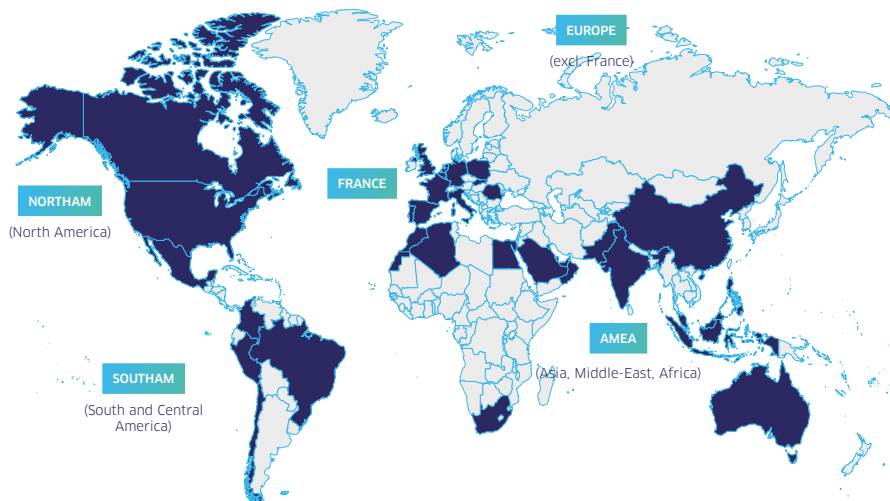 EUROPE
(excl. France)
FRANCE
NORTHAM
(North America)
AMEA
(Asia, Middle-East, Africa)
SOUTHAM
(South and Central
America)